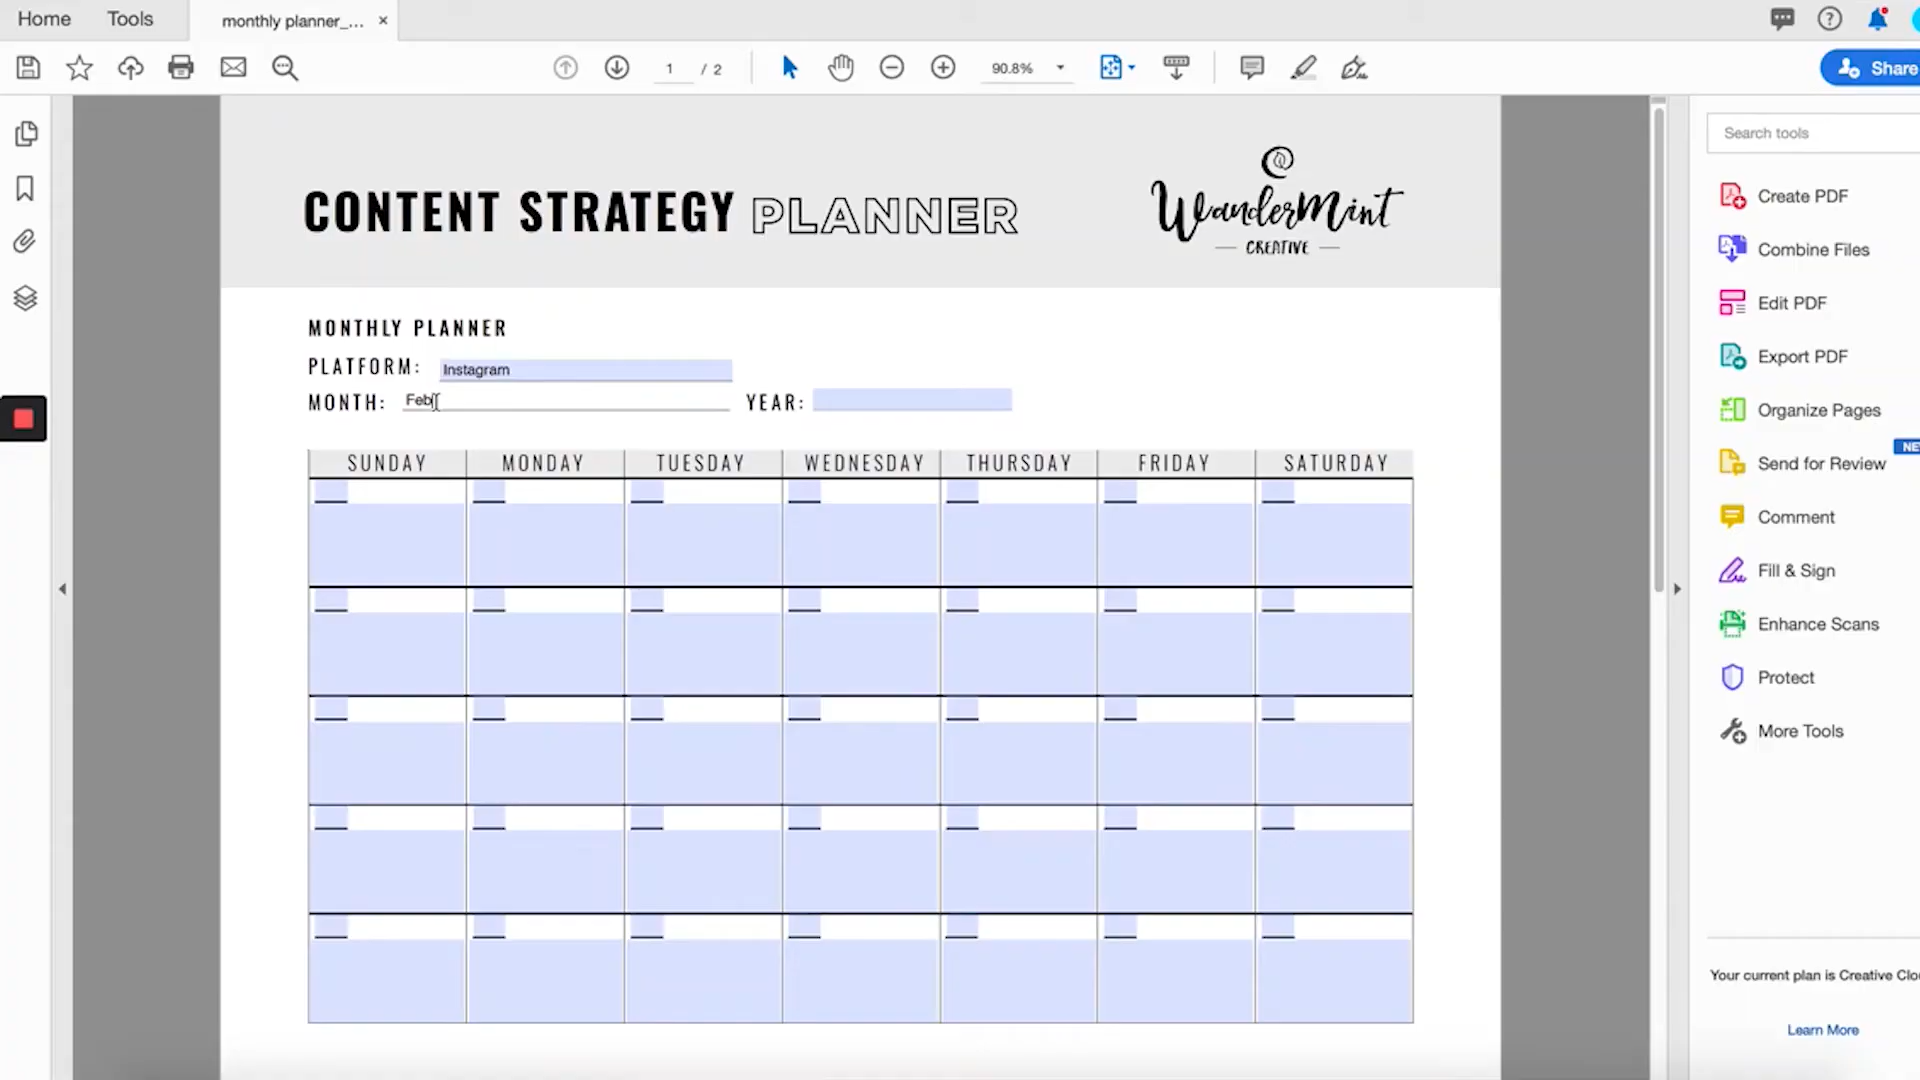 Home Tools monthly planner_...
1 / 2 90.8% Share
Search tools
CONTENT STRATEGY PLANNER
WanderMint
CREATIVE
MONTHLY PLANNER
PLATFORM: Instagram
MONTH: Feb YEAR:
SUNDAY MONDAY TUESDAY WEDNESDAY THURSDAY FRIDAY SATURDAY
Create PDF
Combine Files
Edit PDF
Export PDF
Organize Pages
NE
Send for Review
Comment
Fill & Sign
Enhance Scans
Protect
More Tools
Your current plan is Creative Clo
Learn More